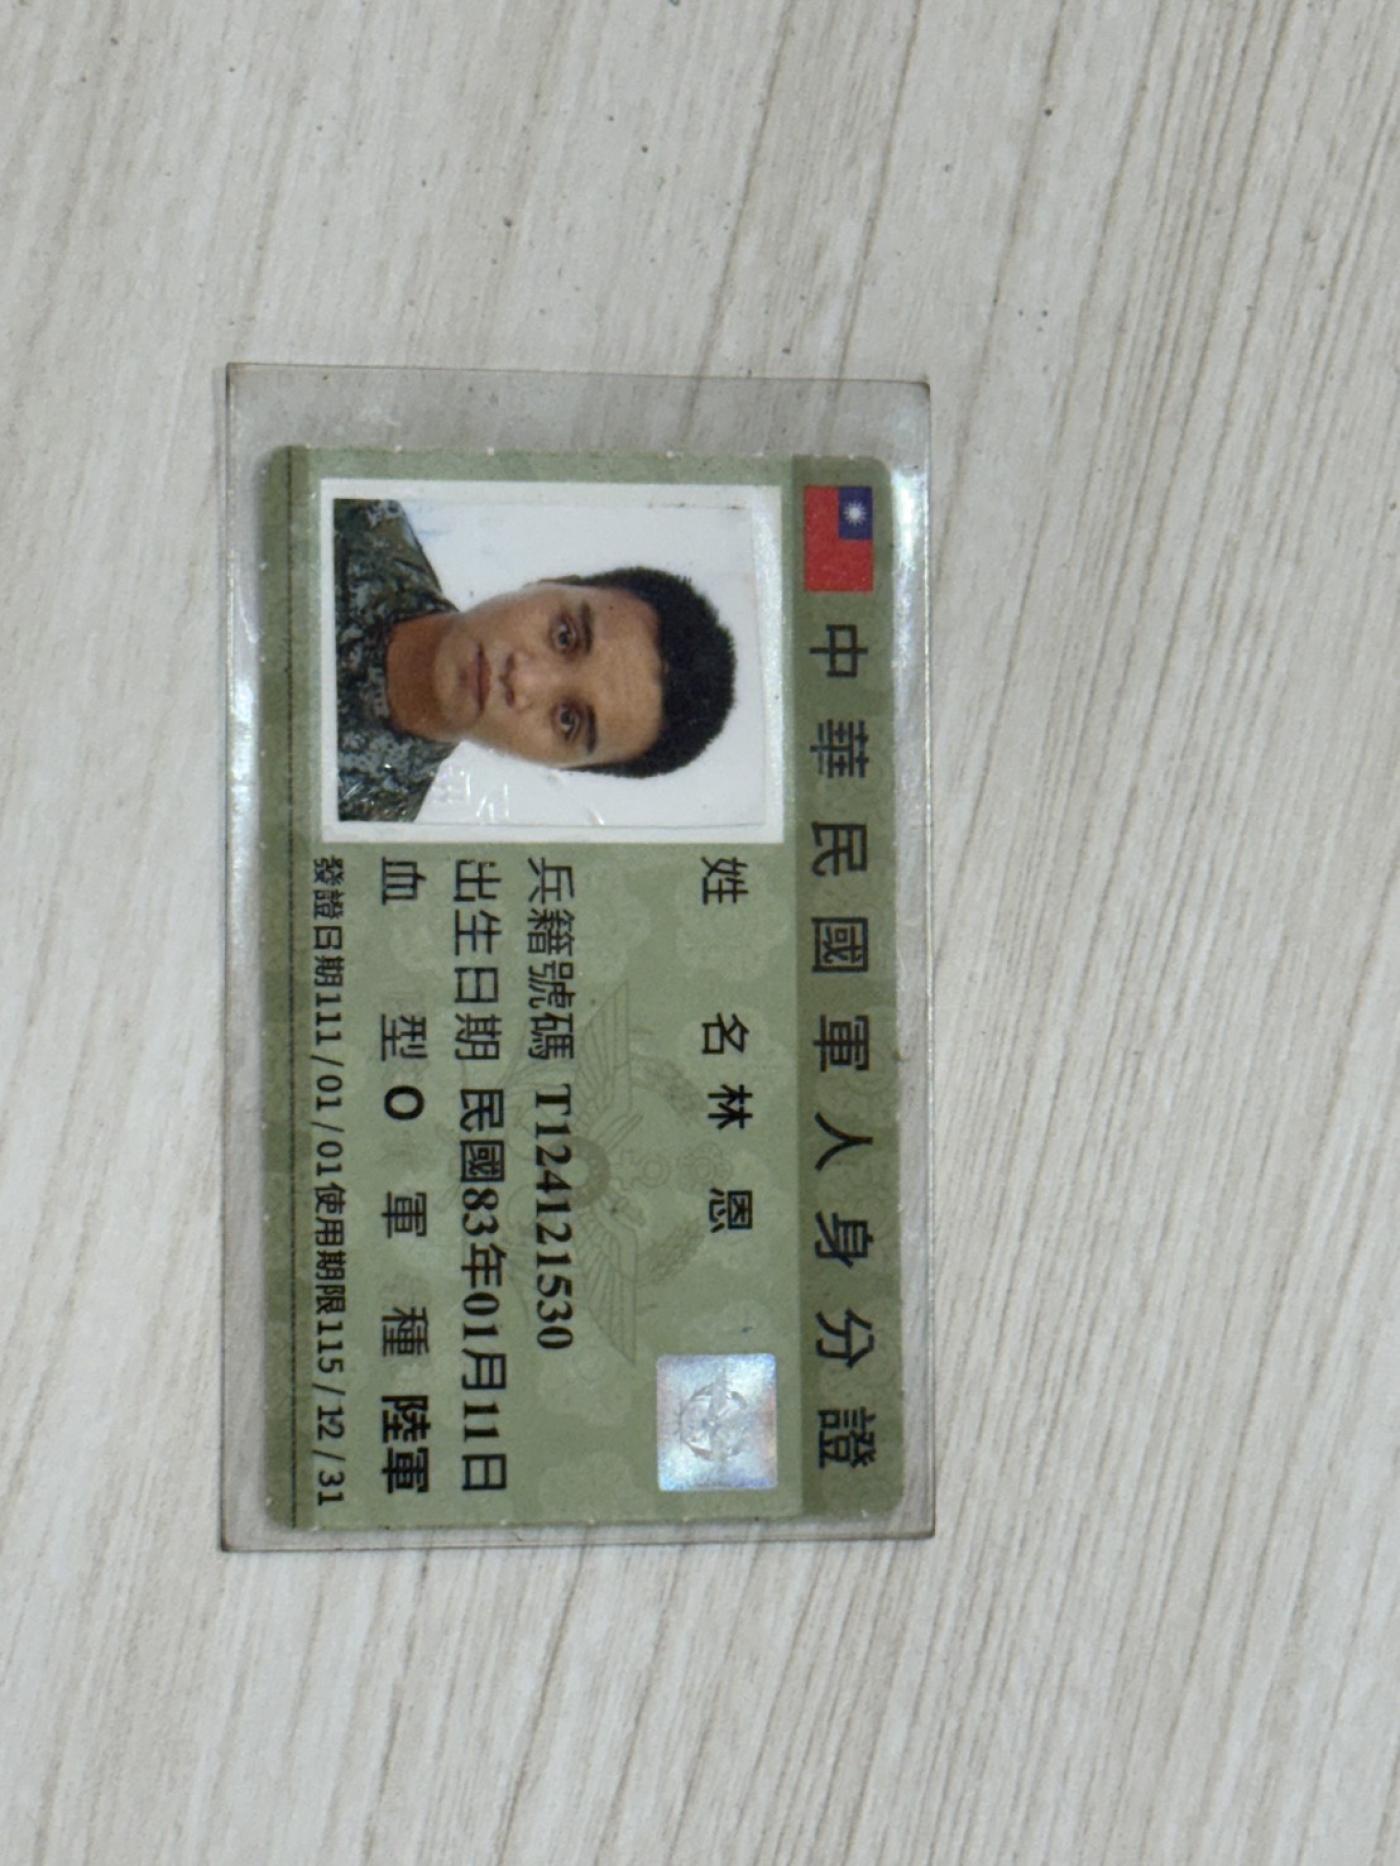 中華民國軍人身分證
姓名 林恩
兵籍號碼 T124121530
出生日期 民國83年01月11日
血型 O 軍種 陸軍
發證日期111/01/01使用期限115/12/31